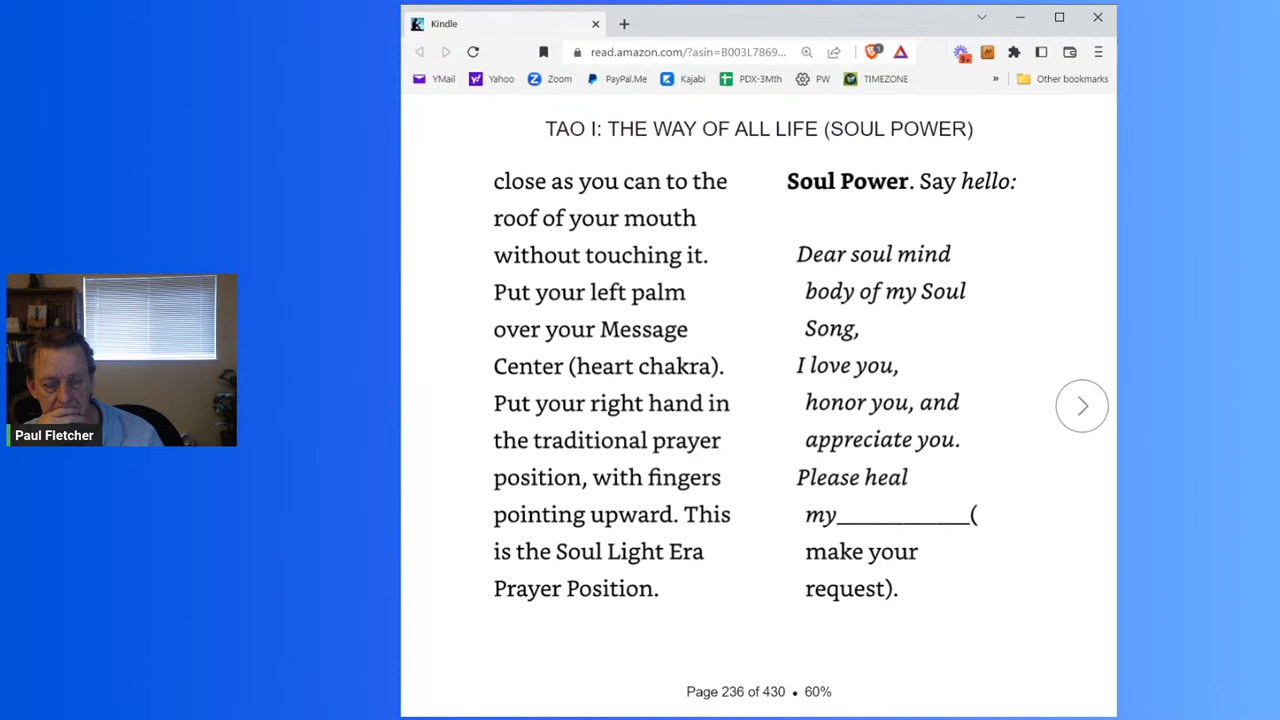 Kindle
read.amazon.com/?asin=B003L7869...
1
9+
YMail
Yahoo
Zoom
PayPal.Me
Kajabi
PDX-3Mth
PW
TIMEZONE
»
Other bookmarks
TAO I: THE WAY OF ALL LIFE (SOUL POWER)
close as you can to the
roof of your mouth
without touching it.
Put your left palm
over your Message
Center (heart chakra).
Put your right hand in
the traditional prayer
position, with fingers
pointing upward. This
is the Soul Light Era
Prayer Position.
Soul Power. Say hello:
Dear soul mind
body of my Soul
Song,
I love you,
honor you, and
appreciate you.
Please heal
my____________(
make your
request).
Page 236 of 430 • 60%
Paul Fletcher